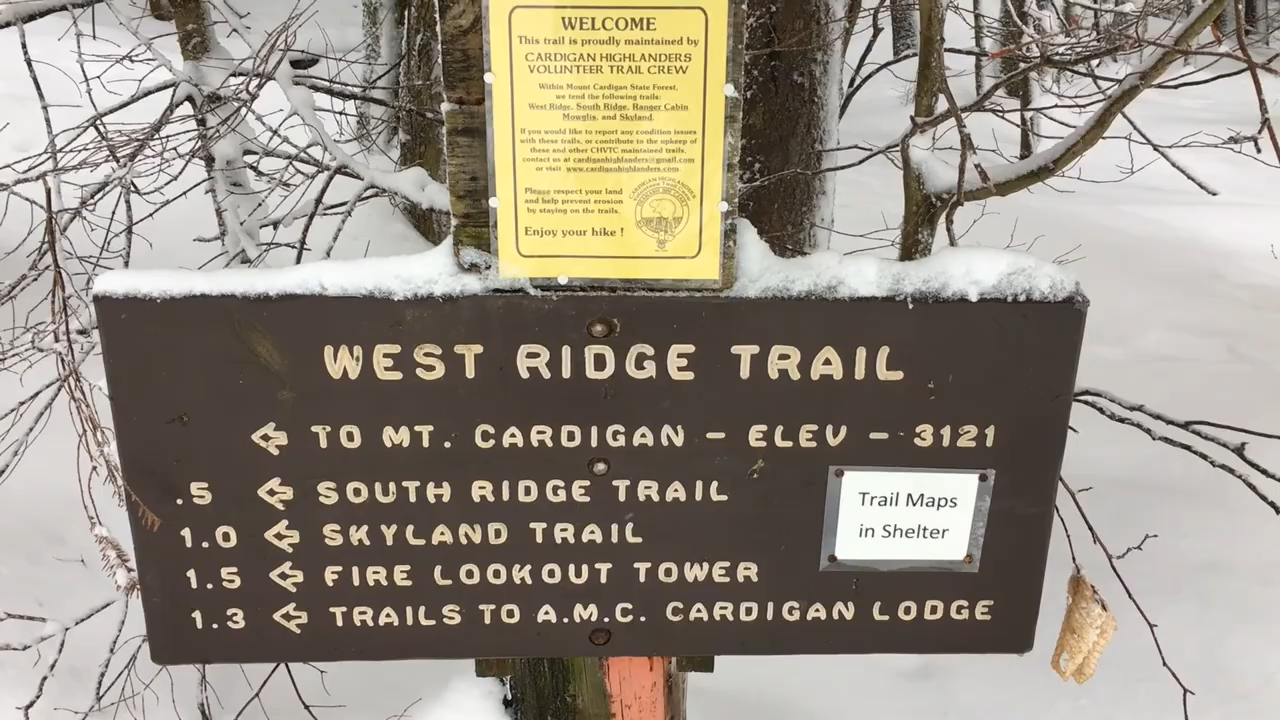 WELCOME
This trail is proudly maintained by
CARDIGAN HIGHLANDERS
VOLUNTEER TRAIL CREW
Within Mount Cardigan State Forest,
we tend the following trails:
West Ridge, South Ridge, Ranger Cabin
Mowglis, and Skyland.
If you would like to report any condition issues
with these trails, or contribute to the upkeep of
these and other CHVTC maintained trails,
contact us at cardiganhighlanders@gmail.com
or visit www.cardiganhighlanders.com.
Please respect your land
and help prevent erosion
by staying on the trails.
Enjoy your hike !
CARDIGAN HIGHLANDERS
WEST RIDGE TRAIL
TO MT. CARDIGAN - ELEV - 3121
.5 SOUTH RIDGE TRAIL
1.0 SKYLAND TRAIL
1.5 FIRE LOOKOUT TOWER
1.3 TRAILS TO A.M.C. CARDIGAN LODGE
Trail Maps
in Shelter